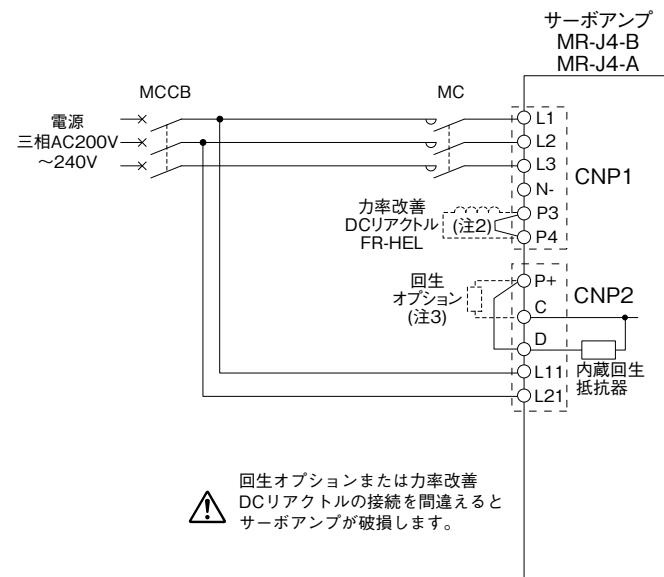 サーボアンプ
MR-J4-B
MR-J4-A
MCCB
MC
電源
三相AC200V
～240V
L1
L2
L3
N-
P3
P4
CNP1
力率改善
DCリアクトル
FR-HEL
(注2)
回生
オプション
(注3)
P+
C
D
L11
L21
CNP2
内蔵回生
抵抗器
回生オプションまたは力率改善
DCリアクトルの接続を間違えると
サーボアンプが破損します。